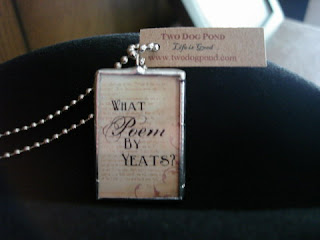 TWO DOG POND
Life is Good
www.twodogpond.com
WHAT
Poem
BY
YEATS?